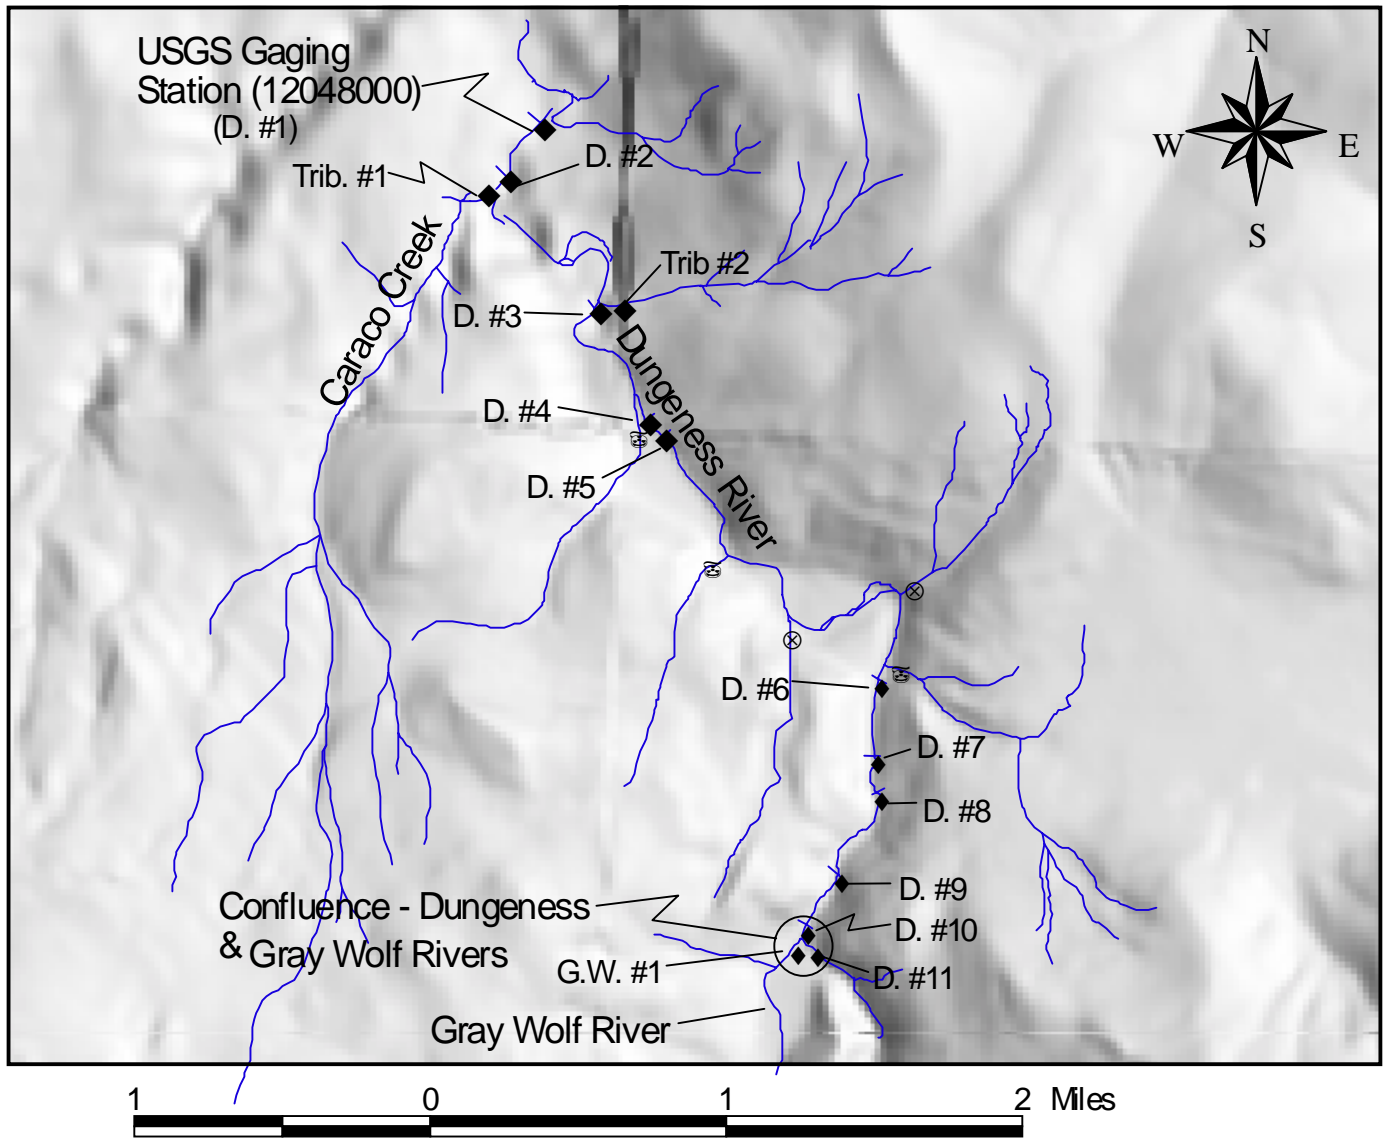 USGS Gaging
Station (12048000)
(D. #1)
N
W
E
S
D. #2
Trib. #1
Caraco Creek
Trib #2
D. #3
Dungeness River
D. #4
D. #5
D. #6
D. #7
D. #8
D. #9
Confluence - Dungeness
& Gray Wolf Rivers
D. #10
G.W. #1
D. #11
Gray Wolf River
1 0 1 2 Miles